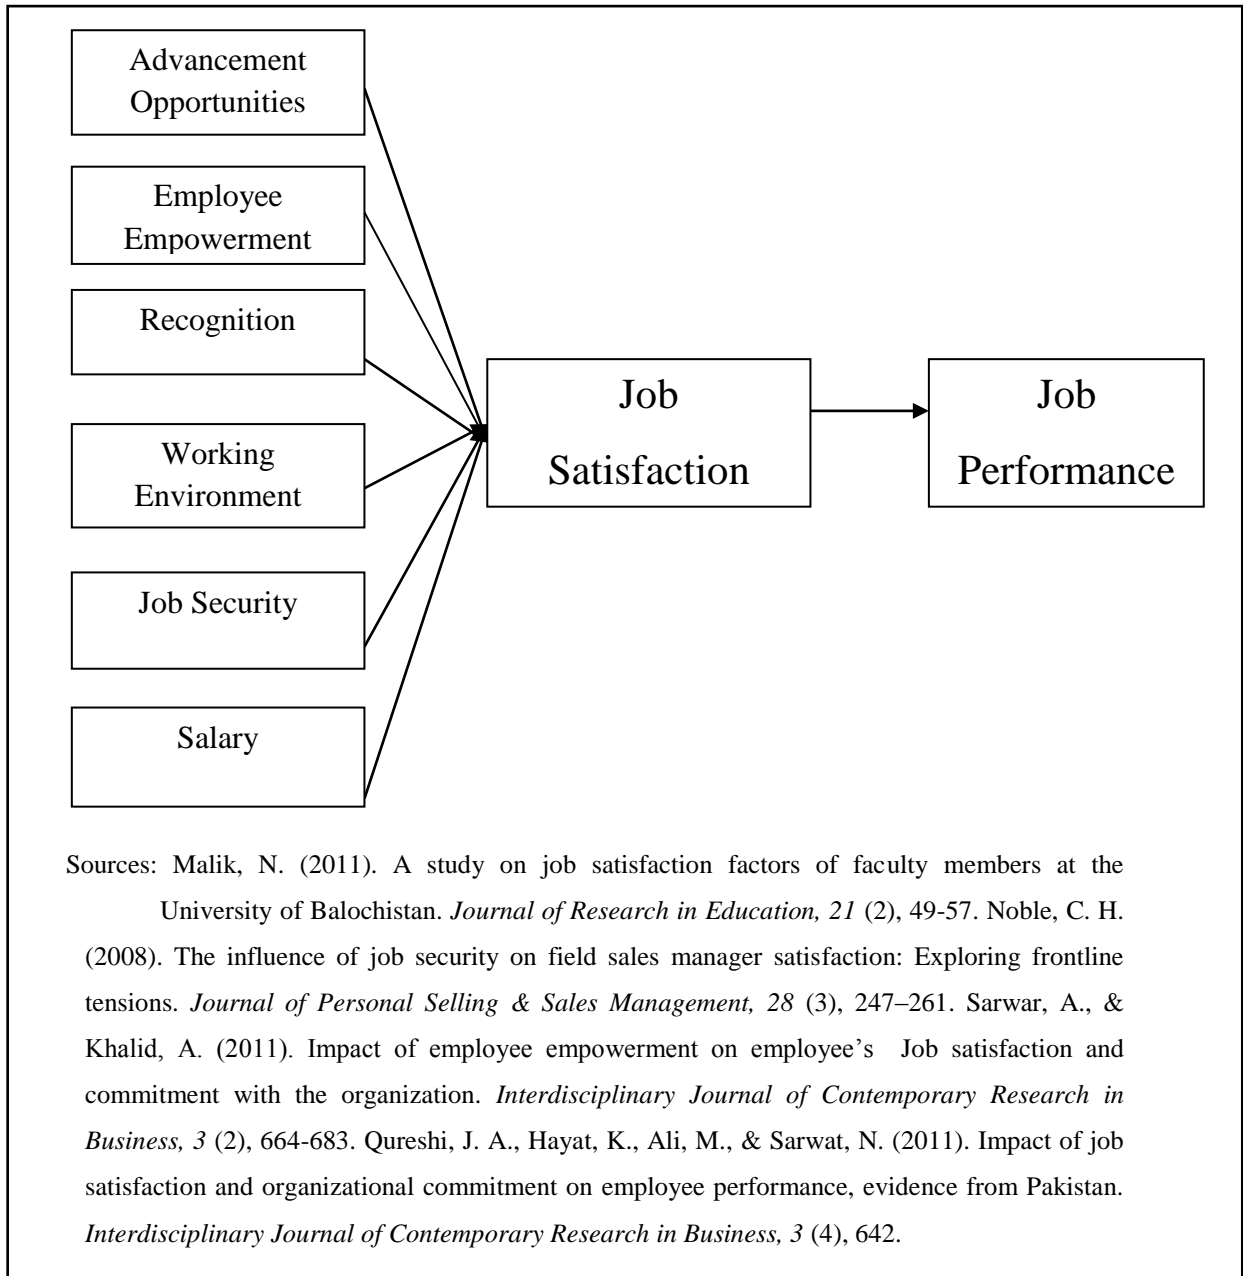 Advancement
Opportunities
Employee
Empowerment
Recognition
Working
Environment
Job Security
Salary
Job
Satisfaction
Job
Performance
Sources: Malik, N. (2011). A study on job satisfaction factors of faculty members at the
University of Balochistan. Journal of Research in Education, 21 (2), 49-57. Noble, C. H.
(2008). The influence of job security on field sales manager satisfaction: Exploring frontline
tensions. Journal of Personal Selling & Sales Management, 28 (3), 247–261. Sarwar, A., &
Khalid, A. (2011). Impact of employee empowerment on employee’s Job satisfaction and
commitment with the organization. Interdisciplinary Journal of Contemporary Research in
Business, 3 (2), 664-683. Qureshi, J. A., Hayat, K., Ali, M., & Sarwat, N. (2011). Impact of job
satisfaction and organizational commitment on employee performance, evidence from Pakistan.
Interdisciplinary Journal of Contemporary Research in Business, 3 (4), 642.